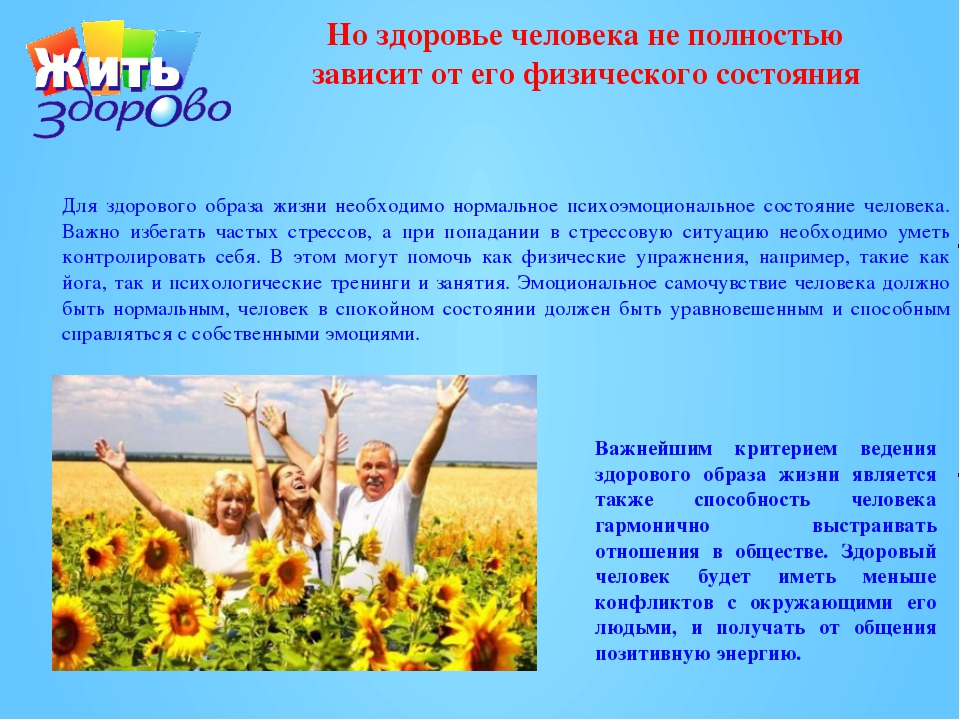 Жить
здорово
Но здоровье человека не полностью
зависит от его физического состояния
Для здорового образа жизни необходимо нормальное психоэмоциональное состояние человека.
Важно избегать частых стрессов, а при попадании в стрессовую ситуацию необходимо уметь
контролировать себя. В этом могут помочь как физические упражнения, например, такие как
йога, так и психологические тренинги и занятия. Эмоциональное самочувствие человека должно
быть нормальным, человек в спокойном состоянии должен быть уравновешенным и способным
справляться с собственными эмоциями.
Важнейшим критерием ведения
здорового образа жизни является
также способность человека
гармонично выстраивать
отношения в обществе. Здоровый
человек будет иметь меньше
конфликтов с окружающими его
людьми, и получать от общения
позитивную энергию.